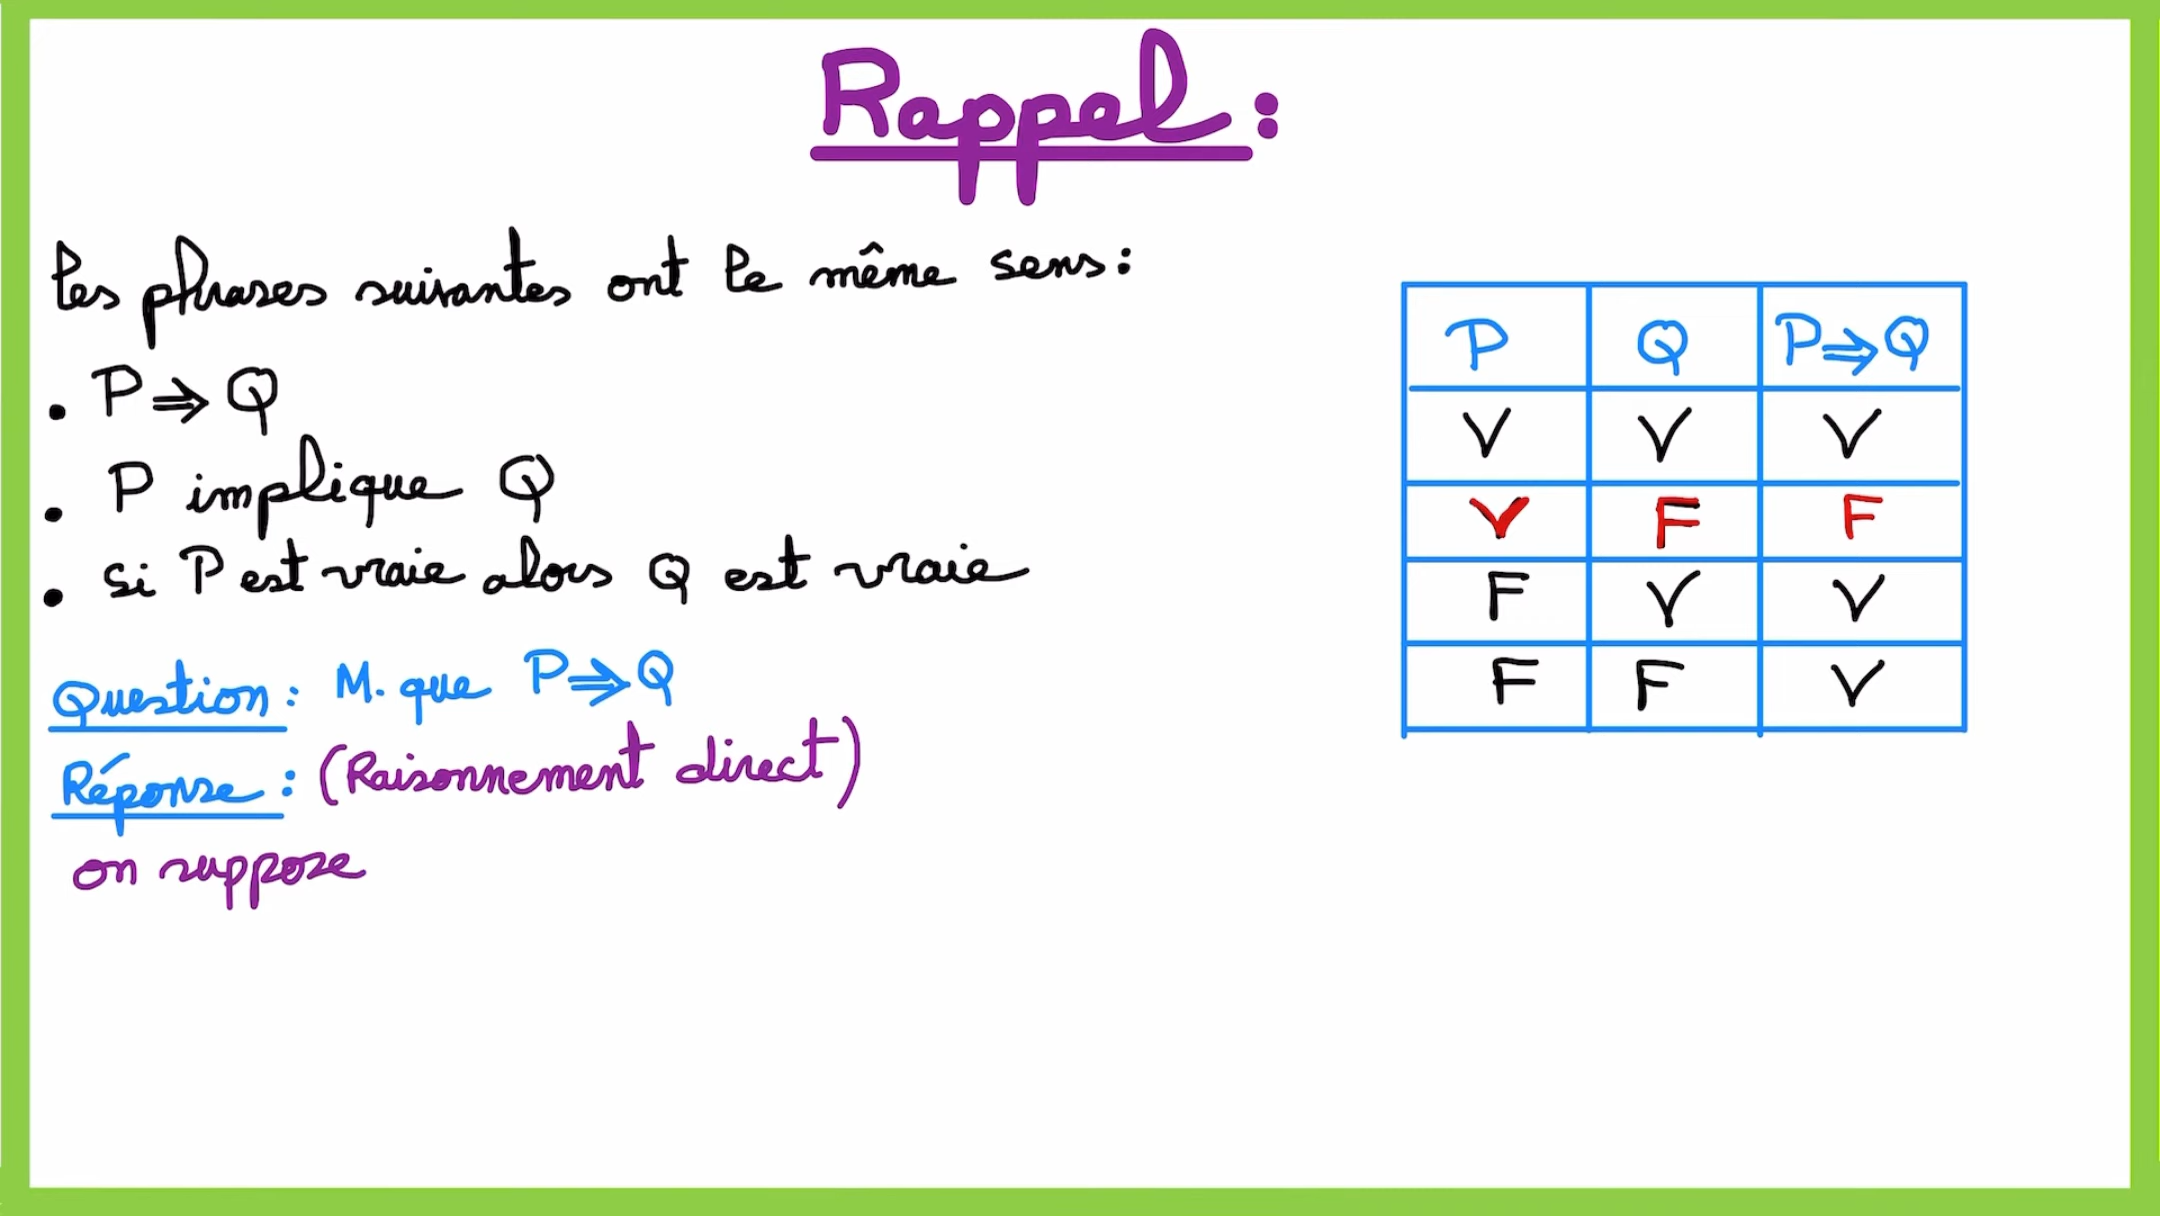 Rappel :
les phrases suivantes ont le même sens :
• P ⇒ Q
• P implique Q
• si P est vraie alors Q est vraie
Question : M. que P ⇒ Q
Réponse : (Raisonnement direct)
on suppose
P Q P ⇒ Q
V V V
V F F
F V V
F F V